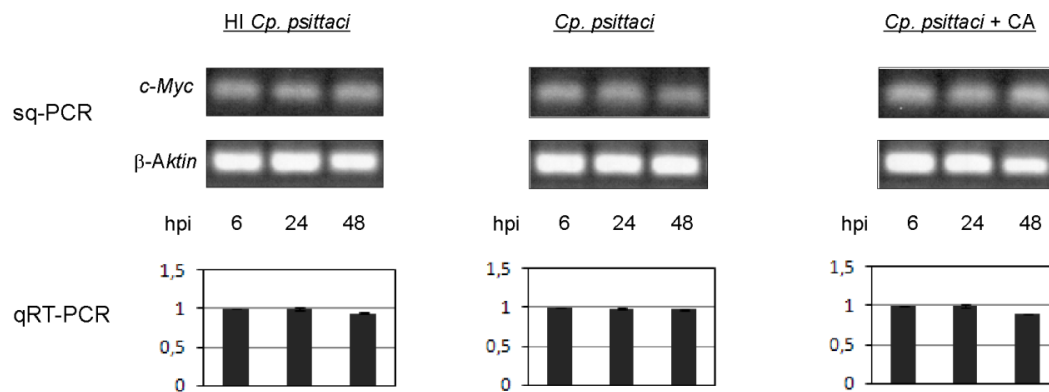 HI Cp. psittaci Cp. psittaci Cp. psittaci + CA
c-Myc
sq-PCR
β-Aktin
hpi 6 24 48 hpi 6 24 48 hpi 6 24 48
1,5 1,5 1,5
1 1 1
qRT-PCR
0,5 0,5 0,5
0 0 0